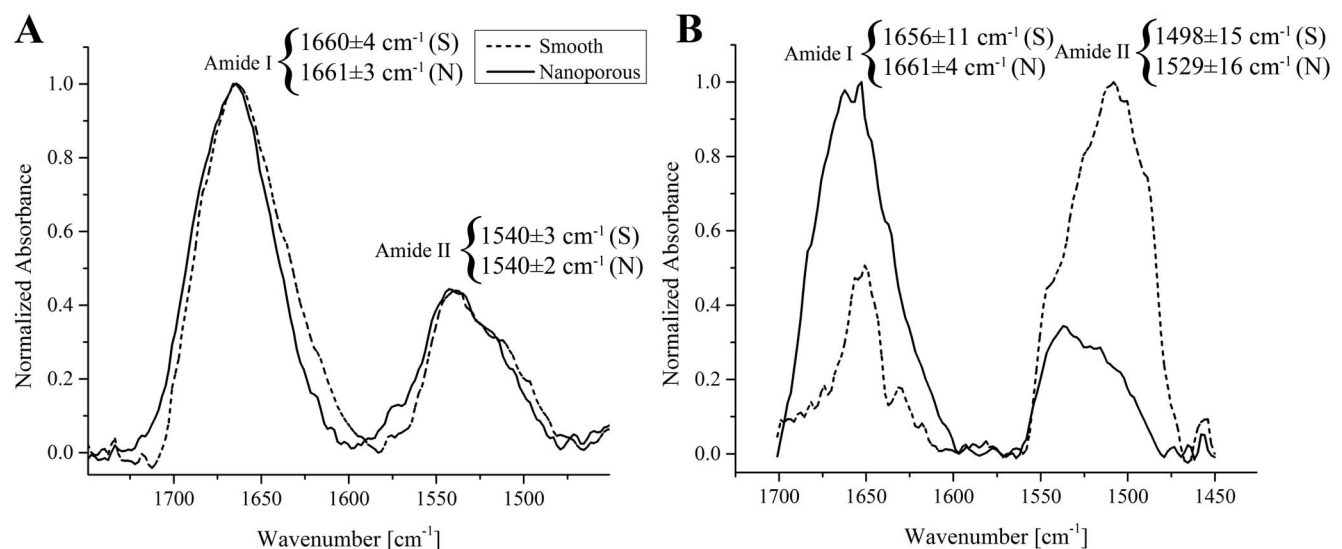 A
Amide I { 1660±4 cm⁻¹ (S)
1661±3 cm⁻¹ (N)
Smooth
Nanoporous
Amide II { 1540±3 cm⁻¹ (S)
1540±2 cm⁻¹ (N)
Normalized Absorbance
1.0
0.8
0.6
0.4
0.2
0.0
1700 1650 1600 1550 1500
Wavenumber [cm⁻¹]
B
Amide I { 1656±11 cm⁻¹ (S)
1661±4 cm⁻¹ (N)
Amide II { 1498±15 cm⁻¹ (S)
1529±16 cm⁻¹ (N)
Normalized Absorbance
1.0
0.8
0.6
0.4
0.2
0.0
1700 1650 1600 1550 1500 1450
Wavenumber [cm⁻¹]